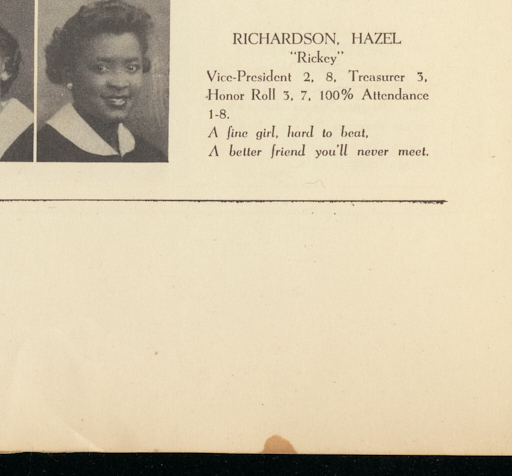 RICHARDSON, HAZEL
"Rickey"
Vice-President 2, 8, Treasurer 3,
Honor Roll 3, 7, 100% Attendance
1-8.
A fine girl, hard to beat,
A better friend you'll never meet.